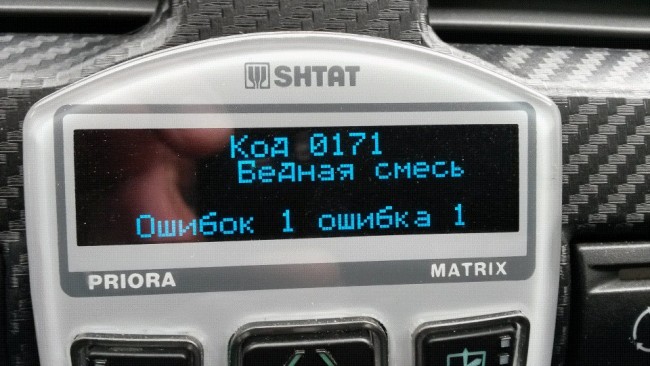 SHTAT
Код 0171
Бедная смесь
Ошибок 1 ошибка 1
PRIORA
MATRIX